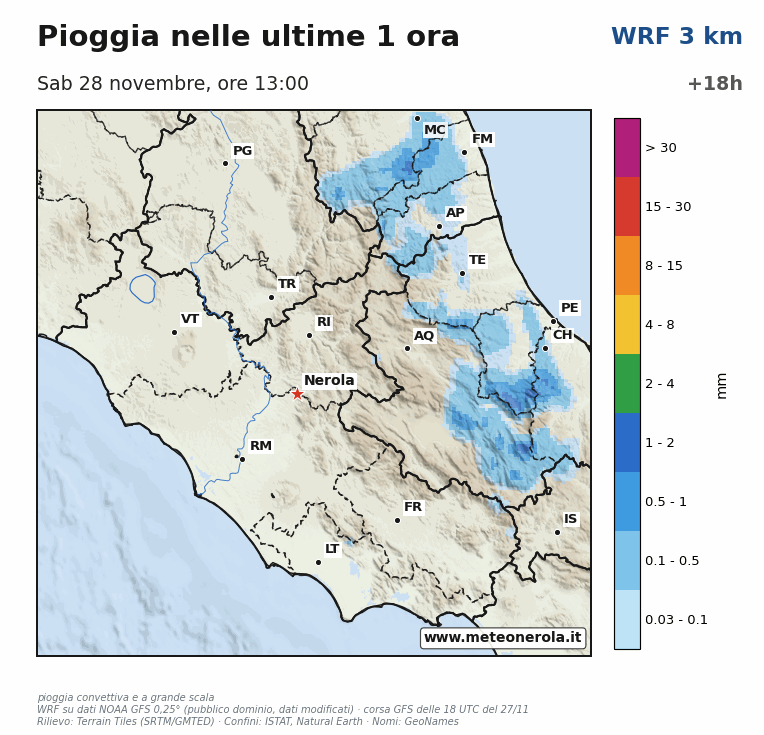 Pioggia nelle ultime 1 ora
WRF 3 km
Sab 28 novembre, ore 13:00
+18h
MC
FM
PG
AP
TE
TR
PE
VT
RI
AQ
CH
Nerola
RM
FR
IS
LT
www.meteonerola.it
> 30
15 - 30
8 - 15
4 - 8
2 - 4
1 - 2
0.5 - 1
0.1 - 0.5
0.03 - 0.1
mm
pioggia convettiva e a grande scala
WRF su dati NOAA GFS 0,25° (pubblico dominio, dati modificati) · corsa GFS delle 18 UTC del 27/11
Rilievo: Terrain Tiles (SRTM/GMTED) · Confini: ISTAT, Natural Earth · Nomi: GeoNames